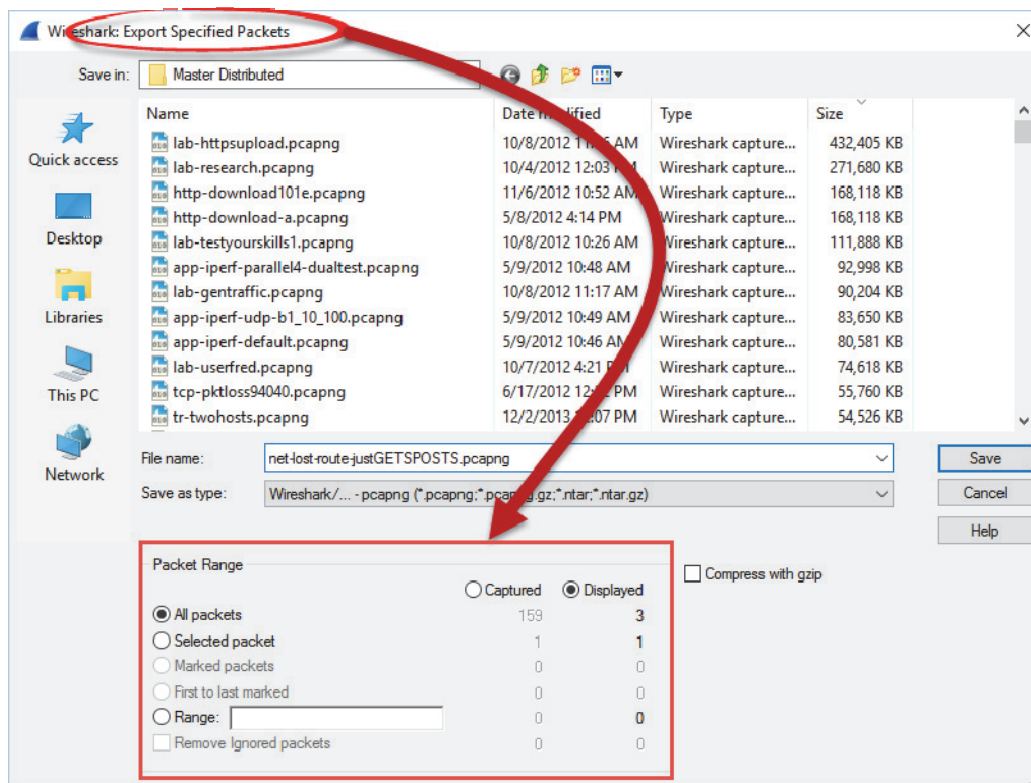 Wireshark: Export Specified Packets
Save in: Master Distributed
Name Date modified Type Size
Quick access
Desktop
Libraries
This PC
Network
lab-httpsupload.pcapng 10/8/2012 AM Wireshark capture... 432,405 KB
lab-research.pcapng 10/4/2012 12:03 Wireshark capture... 271,680 KB
http-download101e.pcapng 11/6/2012 10:52 AM Wireshark capture... 168,118 KB
http-download-a.pcapng 5/8/2012 4:14 PM Wireshark capture... 168,118 KB
lab-testyourskills1.pcapng 10/8/2012 10:26 AM Wireshark capture... 111,888 KB
app-iperf-parallel4-dualtest.pcapng 5/9/2012 10:48 AM Wireshark capture... 92,998 KB
lab-gentraffic.pcapng 10/8/2012 11:17 AM Wireshark capture... 90,204 KB
app-iperf-udp-b1_10_100.pcapng 5/9/2012 10:49 AM Wireshark capture... 83,650 KB
app-iperf-default.pcapng 5/9/2012 10:46 AM Wireshark capture... 80,581 KB
lab-userfred.pcapng 10/7/2012 4:21 PM Wireshark capture... 74,618 KB
tcp-pktloss94040.pcapng 6/17/2012 PM Wireshark capture... 55,760 KB
tr-twohosts.pcapng 12/2/2013 PM Wireshark capture... 54,526 KB
File name: net-lost-route-justGETSPOSTS.pcapng Save
Save as type: Wireshark/... - pcapng (*.pcapng;*.pcapng.gz;*.ntar;*.ntar.gz) Cancel
Help
Packet Range
Captured Displayed
Compress with gzip
All packets 159 3
Selected packet 1 1
Marked packets 0 0
First to last marked 0 0
Range: 0 0
Remove Ignored packets 0 0